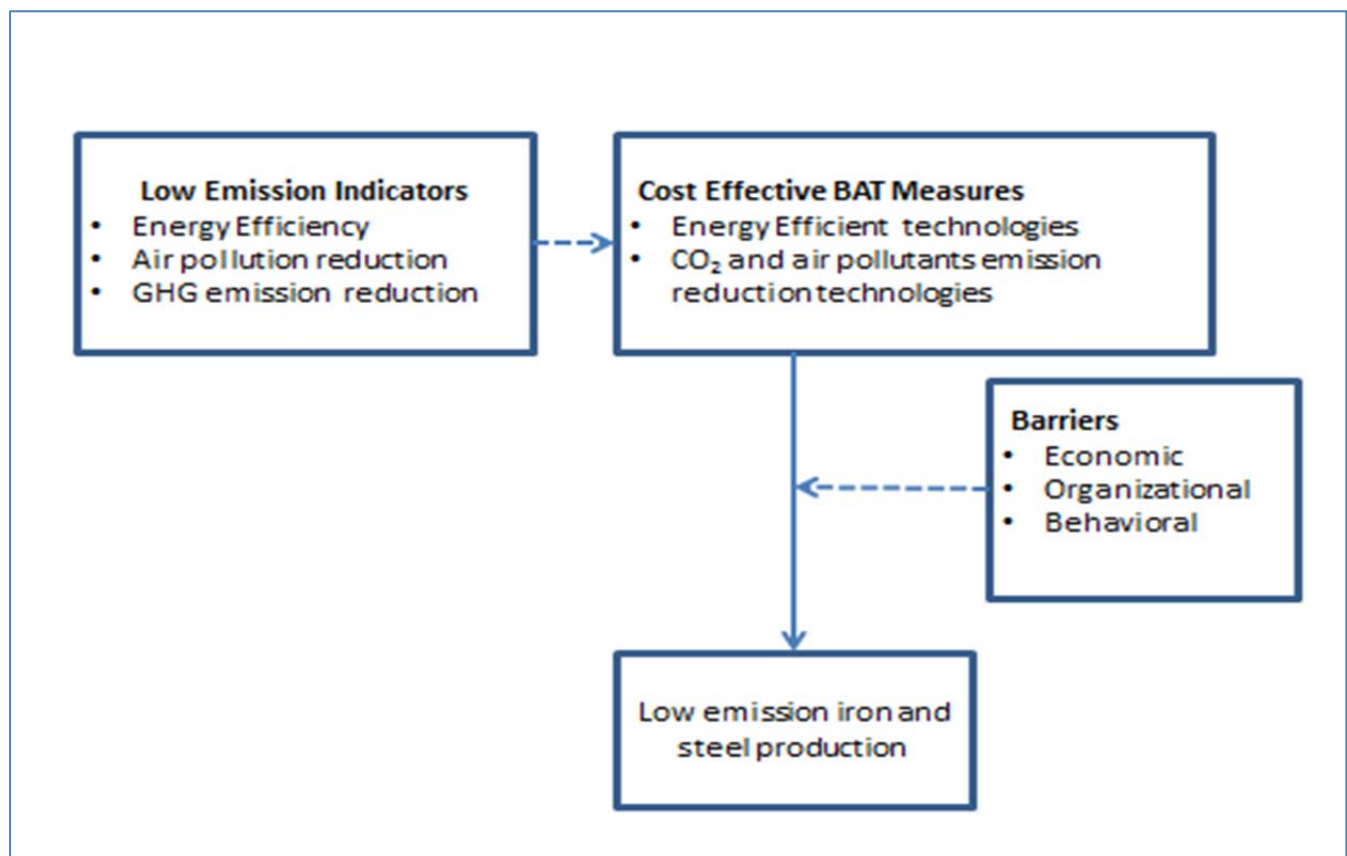 Low Emission Indicators
• Energy Efficiency
• Air pollution reduction
• GHG emission reduction
Cost Effective BAT Measures
• Energy Efficient technologies
• CO₂ and air pollutants emission
reduction technologies
Barriers
• Economic
• Organizational
• Behavioral
Low emission iron and
steel production